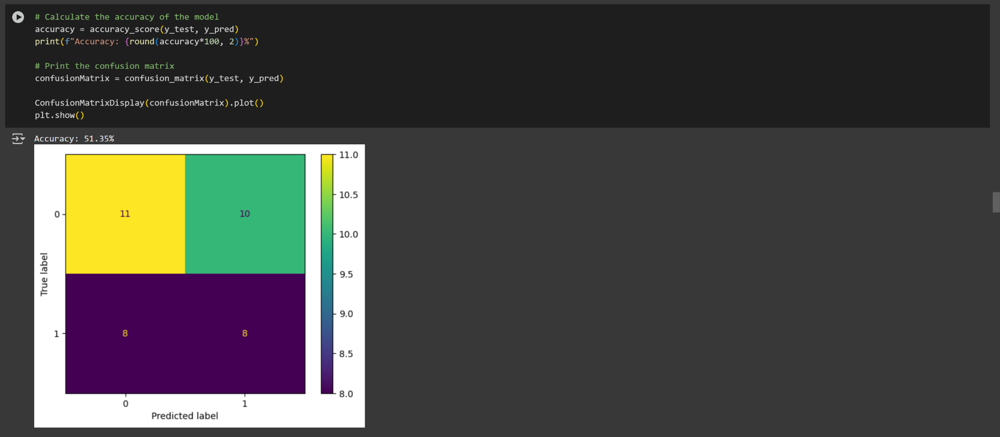 # Calculate the accuracy of the model
accuracy = accuracy_score(y_test, y_pred)
print(f"Accuracy: {round(accuracy*100, 2)}%")
# Print the confusion matrix
confusionMatrix = confusion_matrix(y_test, y_pred)
ConfusionMatrixDisplay(confusionMatrix).plot()
plt.show()
Accuracy: 51.35%
11.0
10.5
0
11
10
10.0
True label
9.5
9.0
1
8
8
8.5
8.0
0
1
Predicted label